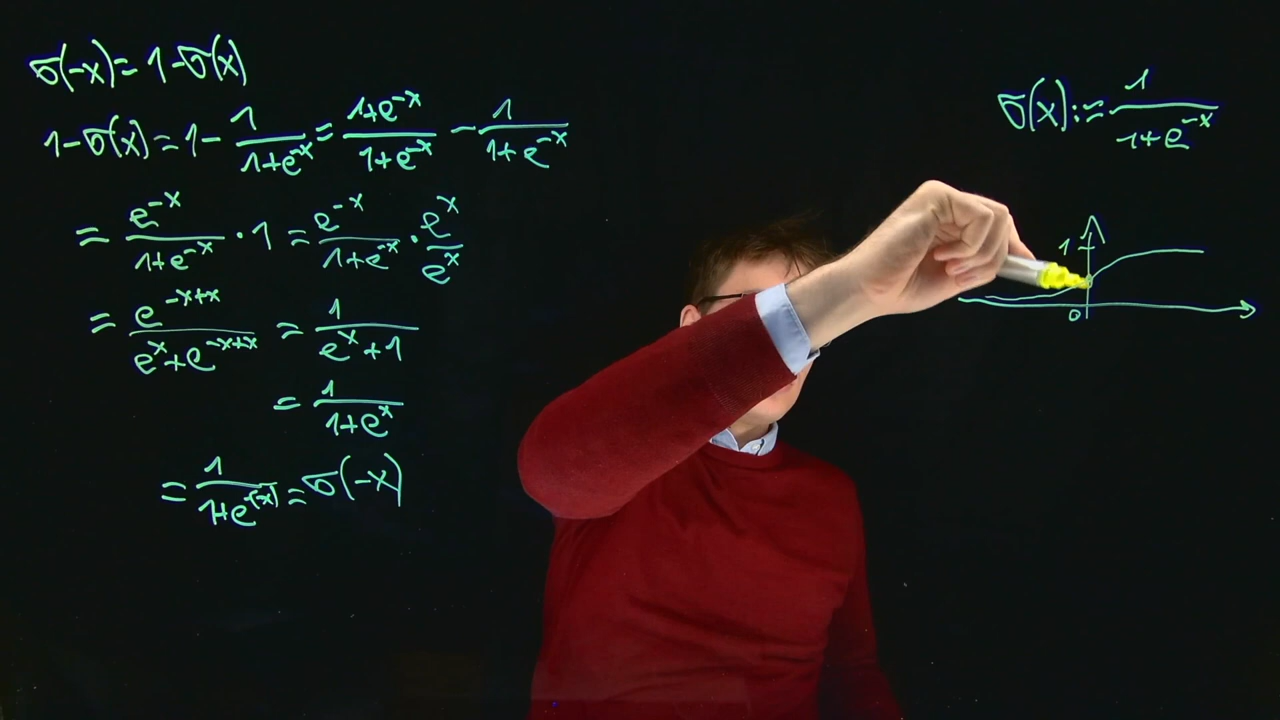 σ(-x) = 1-σ(x)
1-σ(x) = 1 - 1/(1+e^{-x}) = (1+e^{-x})/(1+e^{-x}) - 1/(1+e^{-x})
= e^{-x}/(1+e^{-x}) · 1 = e^{-x}/(1+e^{-x}) · e^x/e^x
= e^{-x+x}/(e^x+e^{-x+x}) = 1/(e^x+1)
= 1/(1+e^x)
= 1/(1+e^{-(-x)}) = σ(-x)
σ(x) := 1/(1+e^{-x})
1
0